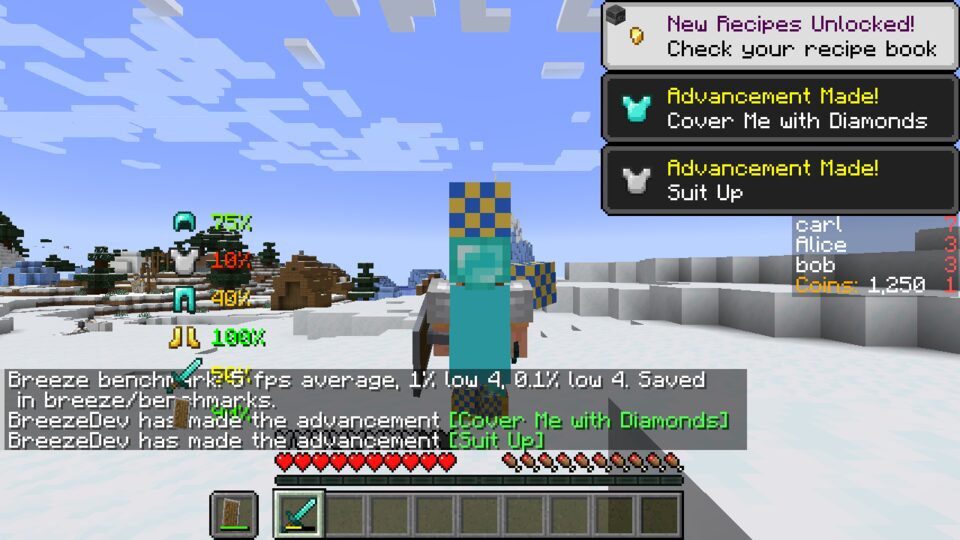 New Recipes Unlocked!
Check your recipe book
Advancement Made!
Cover Me with Diamonds
Advancement Made!
Suit Up
carl 7
Alice 3
bob 3
Coins: 1,250 1
75%
10%
40%
100%
Breeze benchmark: 5 fps average, 1% low 4, 0.1% low 4. Saved
in breeze/benchmarks.
BreezeDev has made the advancement [Cover Me with Diamonds]
BreezeDev has made the advancement [Suit Up]